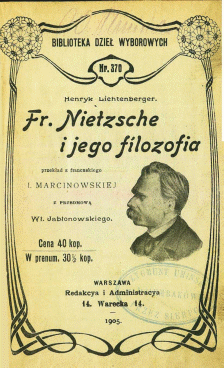 BIBLIOTEKA DZIEŁ WYBOROWYCH
Nr. 370
Henryk Lichtenberger.
Fr. Nietzsche
i jego filozofia
przekład z francuskiego
I. MARCINOWSKIEJ
Z PRZEDMOWĄ
Wł. Jabłonowskiego.
Cena 40 kop.
W prenum. 30½ kop.
WARSZAWA
Redakcya i Administracya
14. Warecka 14.
1905.